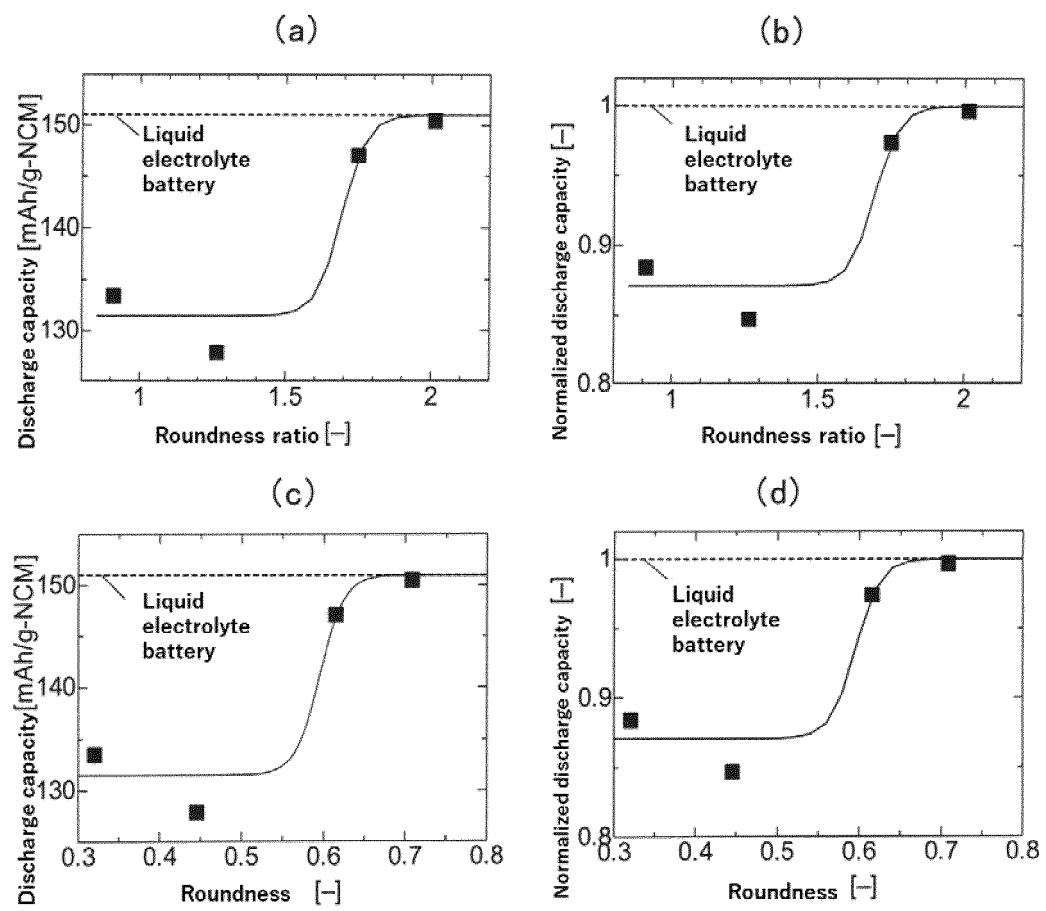 (a)
Discharge capacity [mAh/g-NCM]
150
140
130
Liquid
electrolyte
battery
1
1.5
2
Roundness ratio [−]
(b)
Normalized discharge capacity [−]
1
0.9
0.8
Liquid
electrolyte
battery
1
1.5
2
Roundness ratio [−]
(c)
Discharge capacity[mAh/g-NCM]
150
140
130
Liquid
electrolyte
battery
0.3
0.4
0.5
0.6
0.7
0.8
Roundness [−]
(d)
Normalized discharge capacity [−]
1
0.9
0.8
Liquid
electrolyte
battery
0.3
0.4
0.5
0.6
0.7
0.8
Roundness [−]